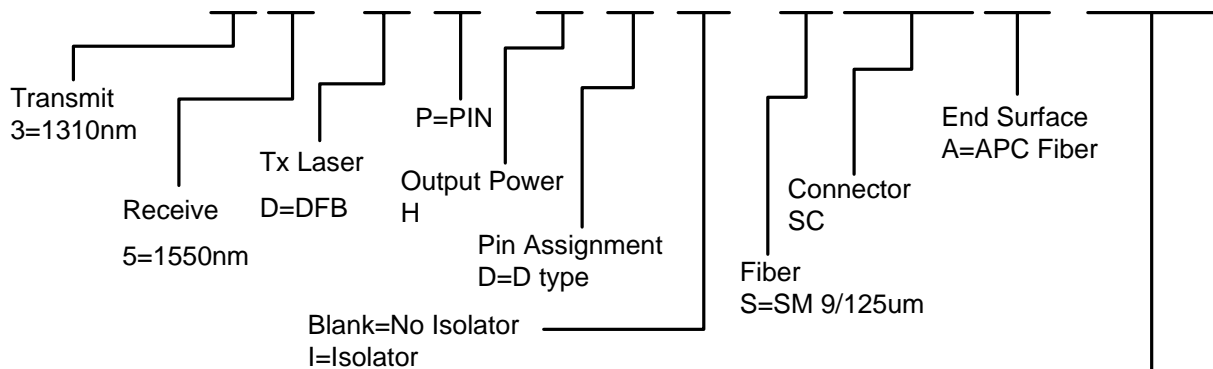 Transmit
3=1310nm
Receive
5=1550nm
Tx Laser
D=DFB
P=PIN
Output Power
H
Pin Assignment
D=D type
Blank=No Isolator
I=Isolator
Fiber
S=SM 9/125um
Connector
SC
End Surface
A=APC Fiber